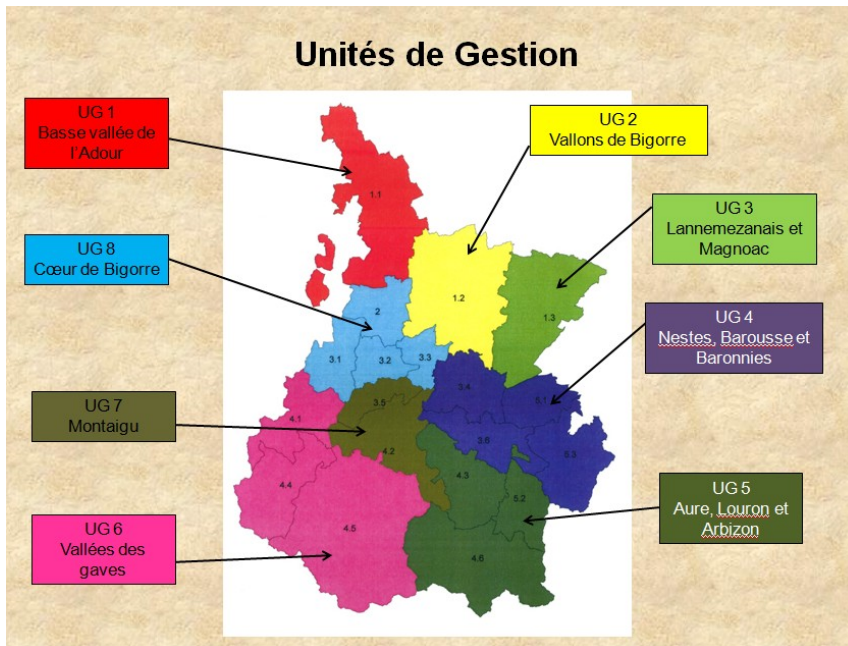 Unités de Gestion
UG 1
Basse vallée de
l'Adour
UG 2
Vallons de Bigorre
UG 3
Lannemezanais et
Magnoac
UG 8
Cœur de Bigorre
UG 4
Nestes, Barousse et
Baronnies
UG 7
Montaigu
UG 5
Aure, Louron et
Arbizon
UG 6
Vallées des
gaves
1.1
1.2
1.3
2
3.1
3.2
3.3
3.4
3.5
5.1
4.1
4.2
3.6
5.3
4.3
4.4
5.2
4.5
4.6